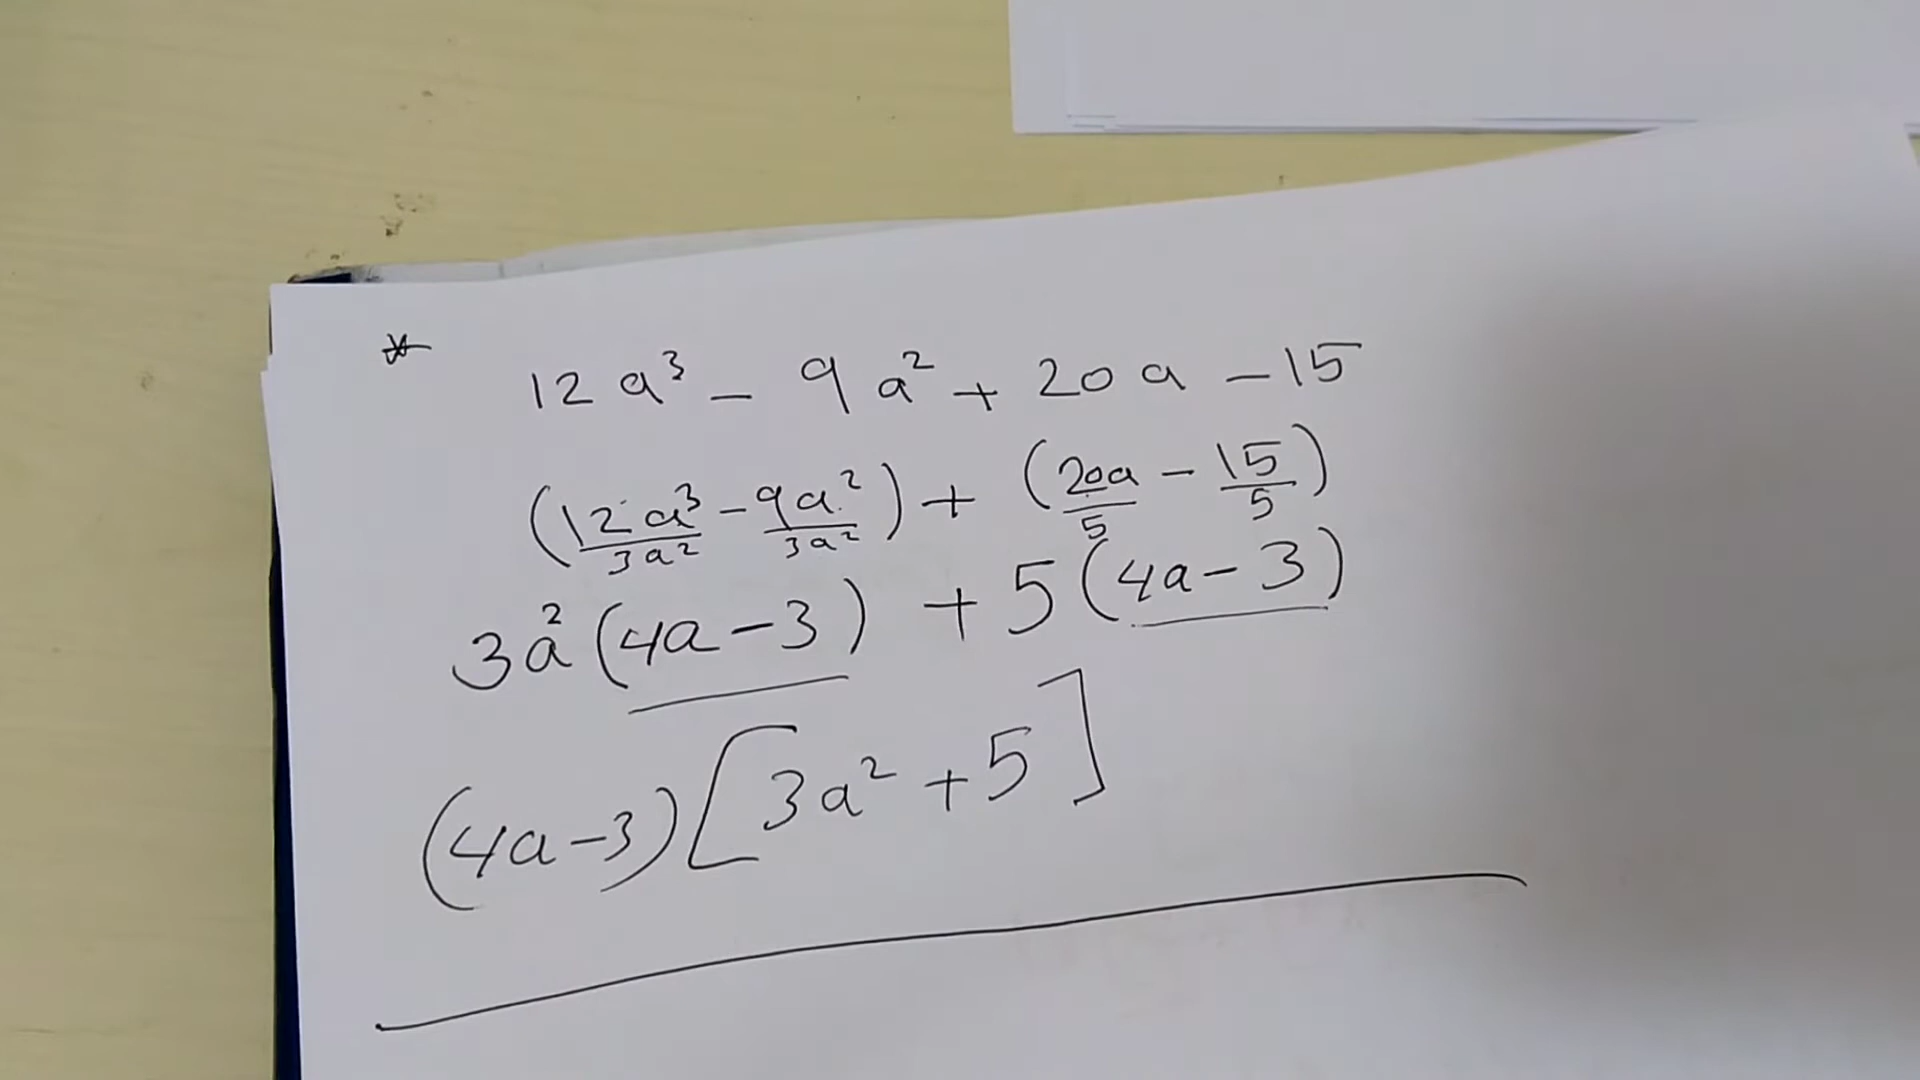 *
12a³ - 9a² + 20a - 15
(12a³/3a² - 9a²/3a²) + (20a/5 - 15/5)
3a²(4a-3) + 5(4a-3)
(4a-3)[3a² + 5]